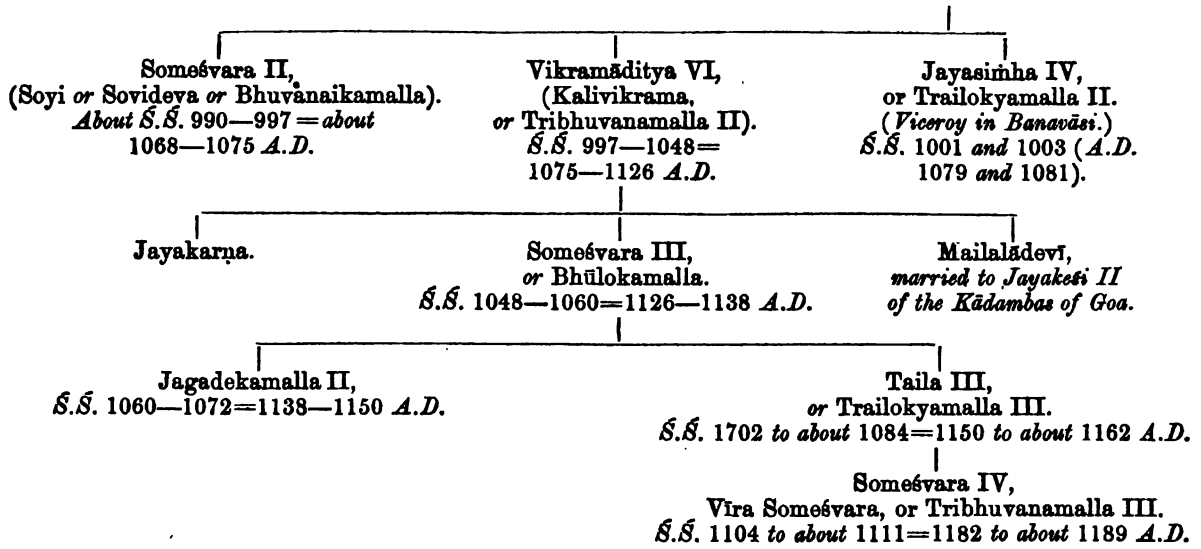 Someśvara II,
(Soyi or Sovideva or Bhuvanaikamalla).
About Ś.Ś. 990—997=about
1068—1075 A.D.
Vikramāditya VI,
(Kalivikrama,
or Tribhuvanamalla II).
Ś.Ś. 997—1048=
1075—1126 A.D.
Jayasiṁha IV,
or Trailokyamalla II.
(Viceroy in Banavāsi.)
Ś.Ś. 1001 and 1003 (A.D.
1079 and 1081).
Jayakarṇa.
Someśvara III,
or Bhūlokamalla.
Ś.Ś. 1048—1060=1126—1138 A.D.
Mailalādevī,
married to Jayakeśi II
of the Kādambas of Goa.
Jagadekamalla II,
Ś.Ś. 1060—1072=1138—1150 A.D.
Taila III,
or Trailokyamalla III.
Ś.Ś. 1702 to about 1084=1150 to about 1162 A.D.
Someśvara IV,
Vīra Someśvara, or Tribhuvanamalla III.
Ś.Ś. 1104 to about 1111=1182 to about 1189 A.D.